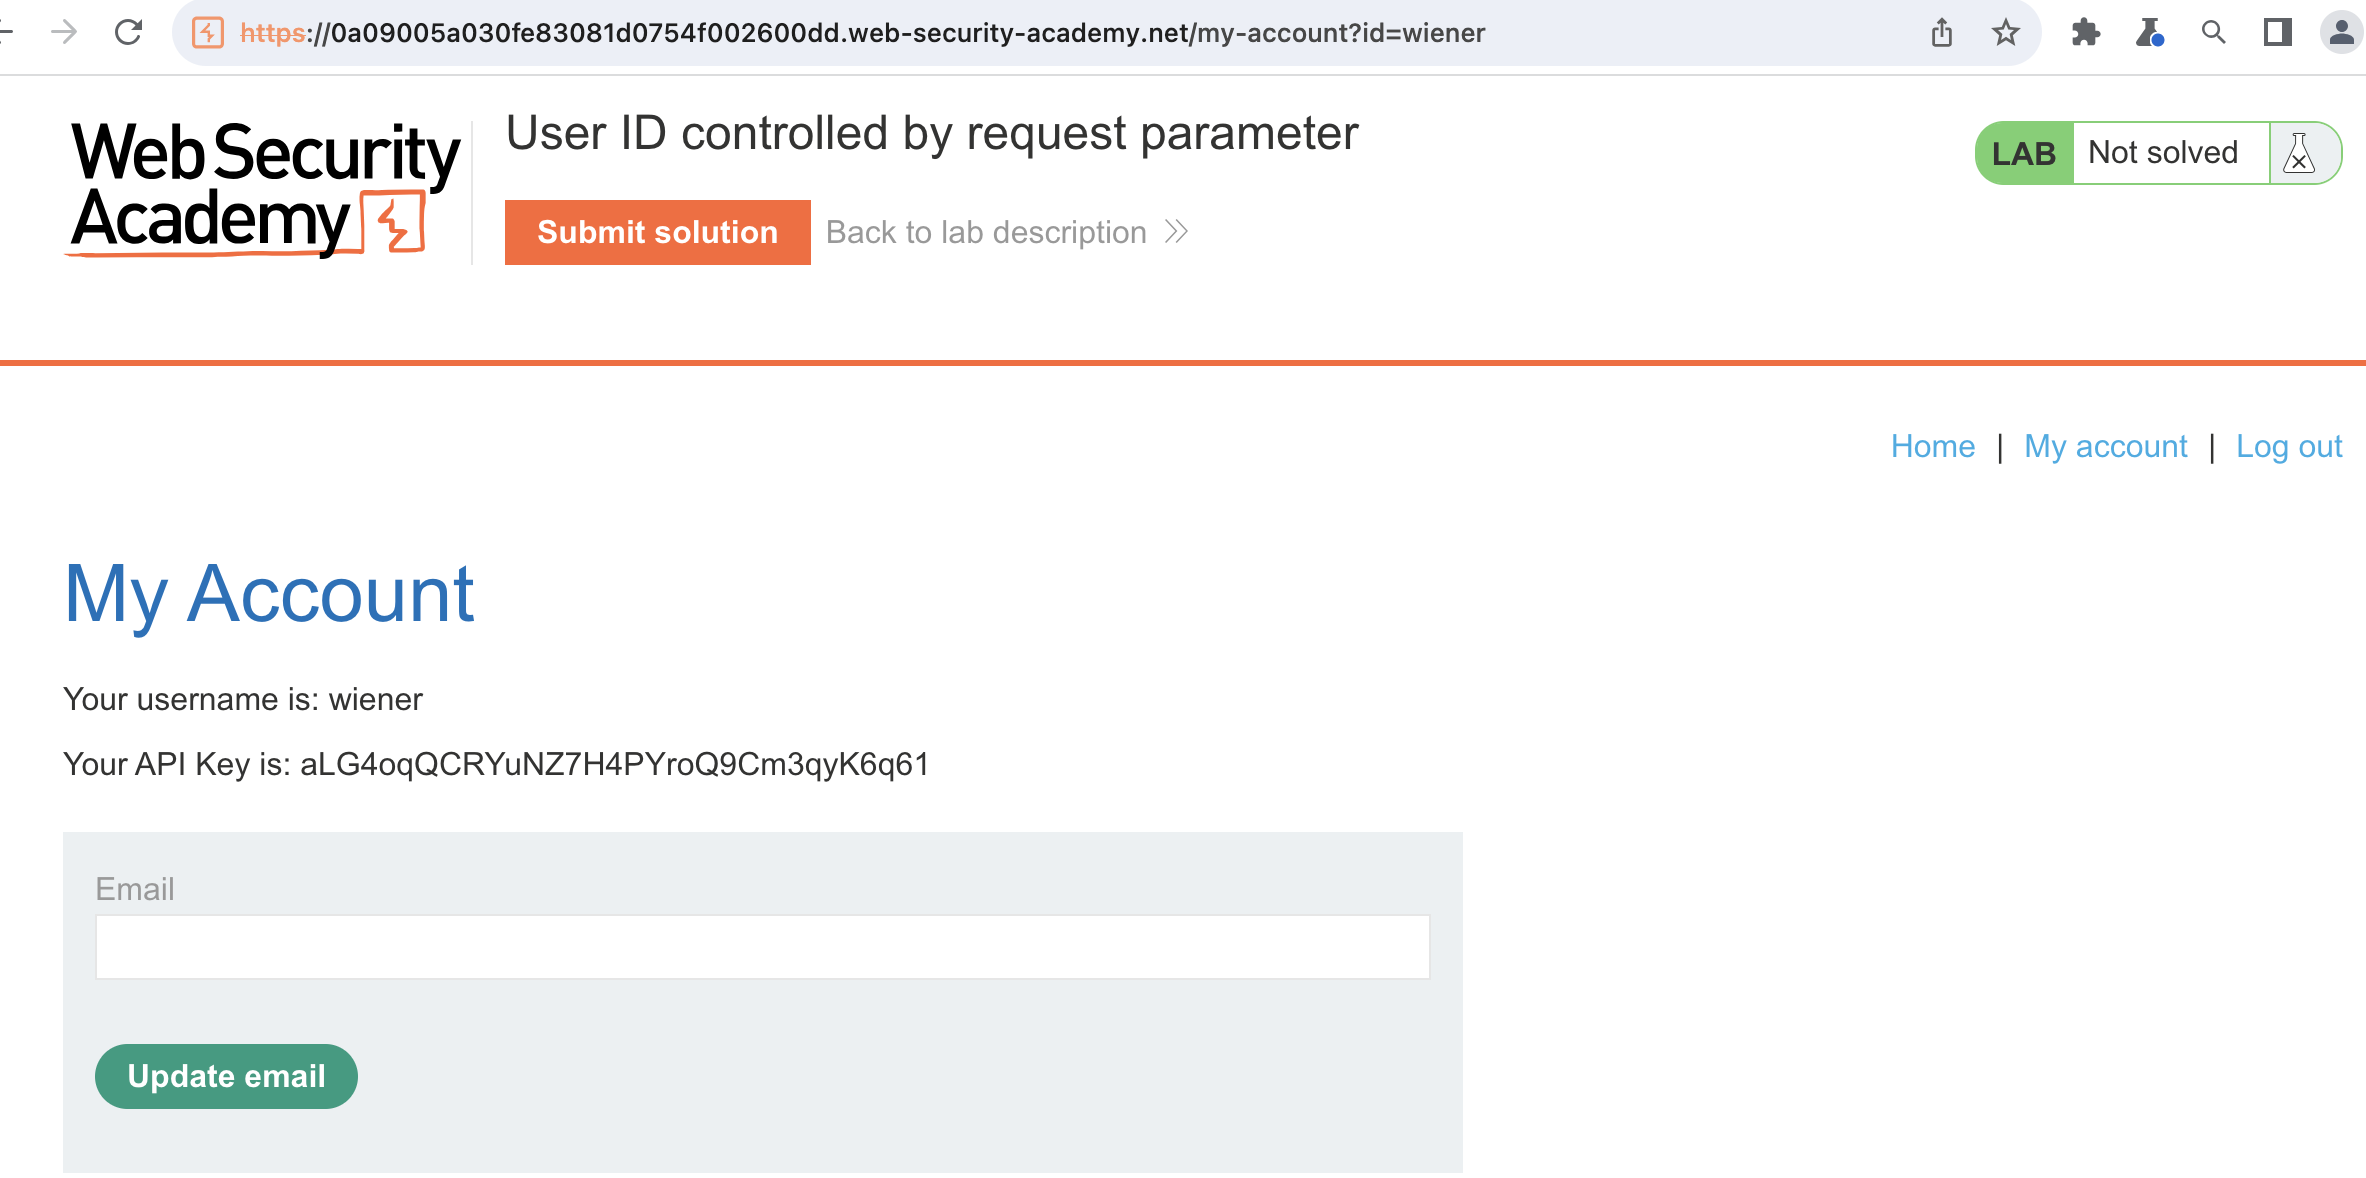 https://0a09005a030fe83081d0754f002600dd.web-security-academy.net/my-account?id=wiener
Web Security
Academy
User ID controlled by request parameter
Submit solution
Back to lab description
LAB
Not solved
Home | My account | Log out
My Account
Your username is: wiener
Your API Key is: aLG4oqQCRYuNZ7H4PYroQ9Cm3qyK6q61
Email
Update email